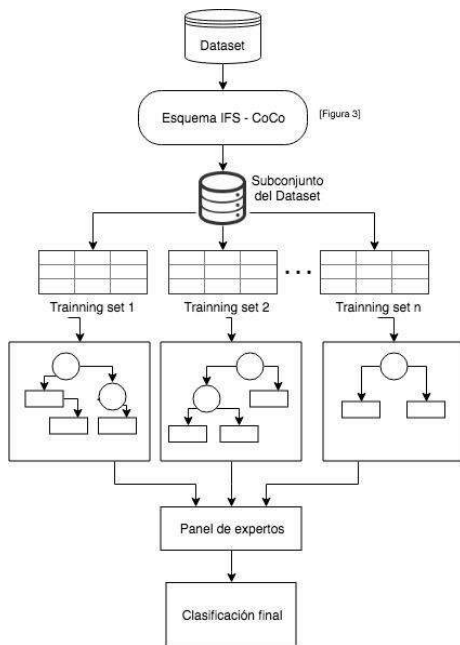 Dataset
Esquema IFS - CoCo
[Figura 3]
Subconjunto
del Dataset
Trainning set 1
Trainning set 2
Trainning set n
Panel de expertos
Clasificación final